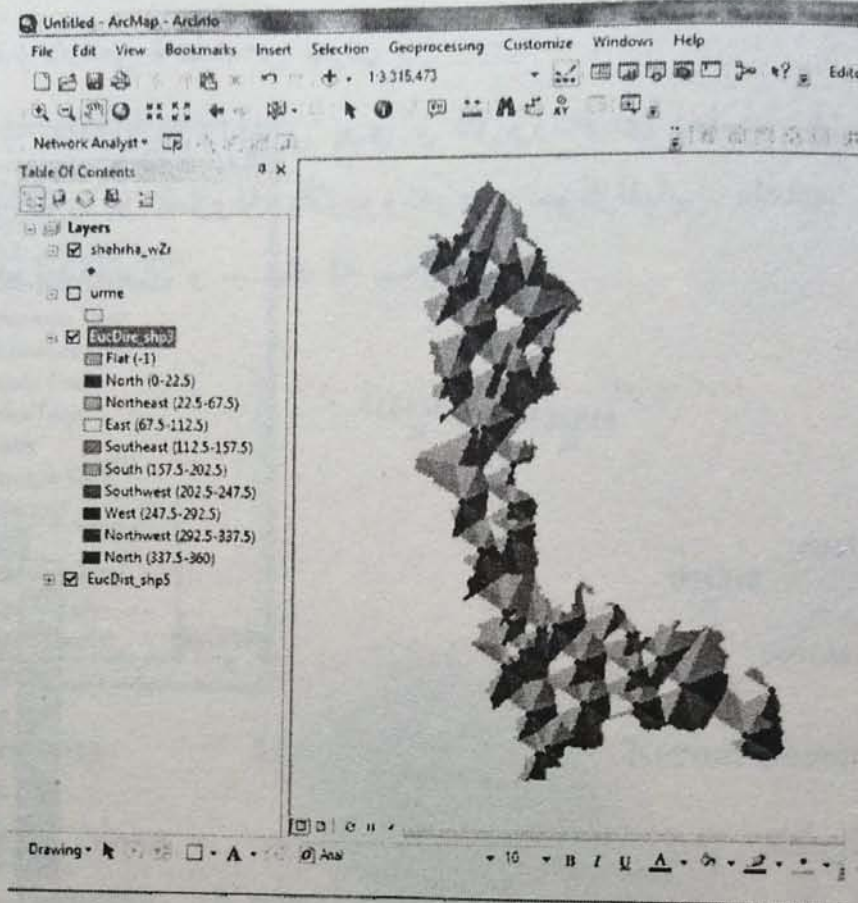 Untitled - ArcMap - ArcInfo
File Edit View Bookmarks Insert Selection Geoprocessing Customize Windows Help
1:3 315,473
Network Analyst
Table Of Contents
Layers
shahrha_wZr
urme
EucDire_shp3
Flat (-1)
North (0-22.5)
Northeast (22.5-67.5)
East (67.5-112.5)
Southeast (112.5-157.5)
South (157.5-202.5)
Southwest (202.5-247.5)
West (247.5-292.5)
Northwest (292.5-337.5)
North (337.5-360)
EucDist_shp5
Drawing A 10 B I U A